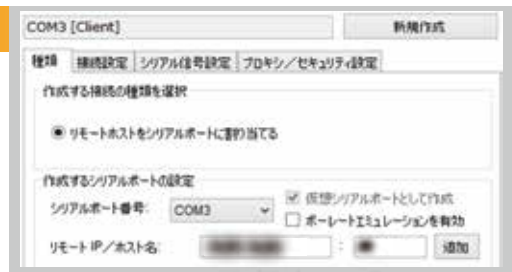 COM3 [Client]
新規作成
種類 接続設定 シリアル信号設定 プロキシ/セキュリティ設定
作成する接続の種類を選択
リモートホストをシリアルポートに割り当てる
作成するシリアルポートの設定
シリアルポート番号: COM3
仮想シリアルポートとして作成
ボーレートエミュレーションを有効
リモート IP/ホスト名: : 追加